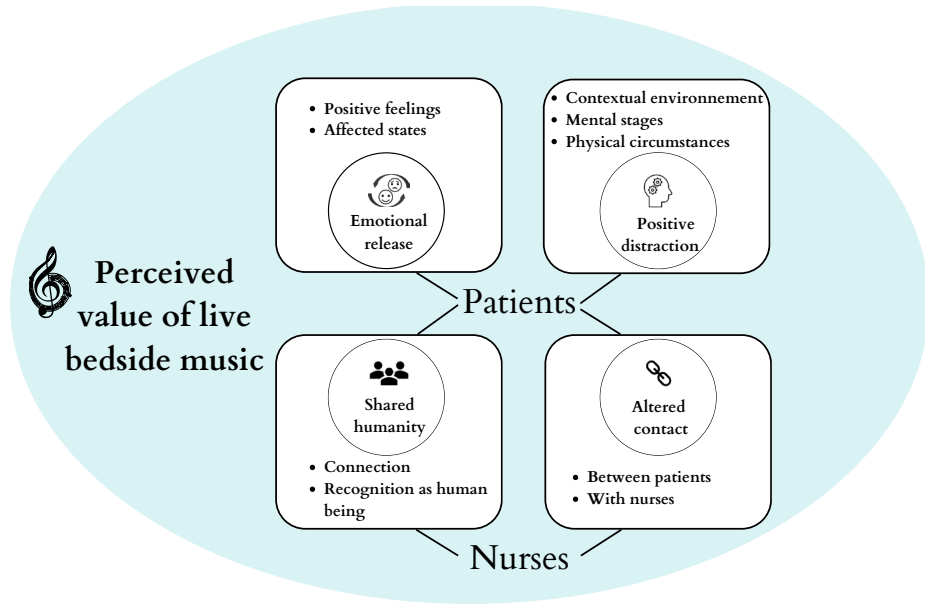 Perceived
value of live
bedside music
• Positive feelings
• Affected states
Emotional
release
• Contextual environnement
• Mental stages
• Physical circumstances
Positive
distraction
Patients
Shared
humanity
• Connection
• Recognition as human
being
Altered
contact
• Between patients
• With nurses
Nurses